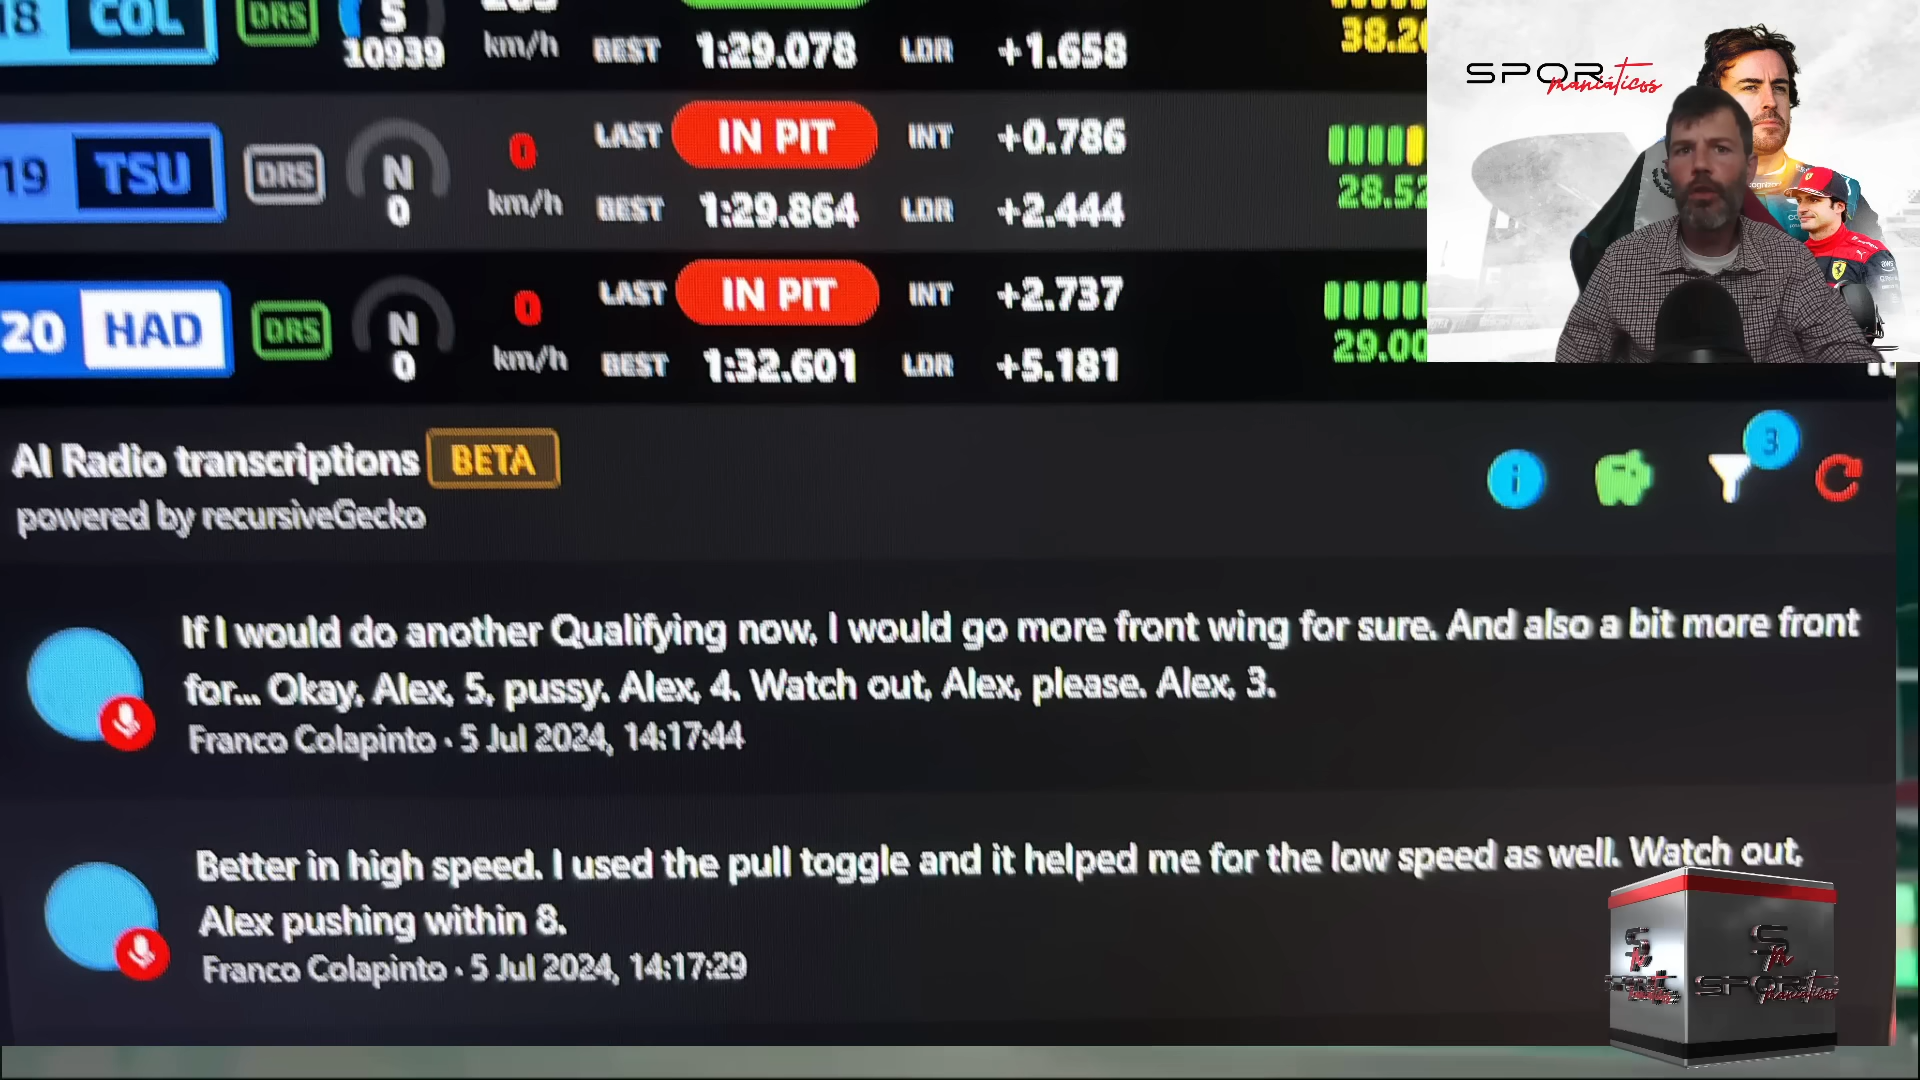 18 COL DRS 5 km/h BEST 1:29.078 LDR +1.658
10939
LAST IN PIT INT +0.786
19 TSU DRS N 0
0 km/h BEST 1:29.864 LDR +2.444
LAST IN PIT INT +2.737
20 HAD DRS N 0
0 km/h BEST 1:32.601 LDR +5.181
SPOR
maniáticos
AI Radio transcriptions BETA
powered by recursiveGecko
3
If I would do another Qualifying now, I would go more front wing for sure. And also a bit more front
for... Okay, Alex, 5, pussy. Alex, 4. Watch out, Alex, please. Alex, 3.
Franco Colapinto · 5 Jul 2024, 14:17:44
Better in high speed. I used the pull toggle and it helped me for the low speed as well. Watch out,
Alex pushing within 8.
Franco Colapinto · 5 Jul 2024, 14:17:29